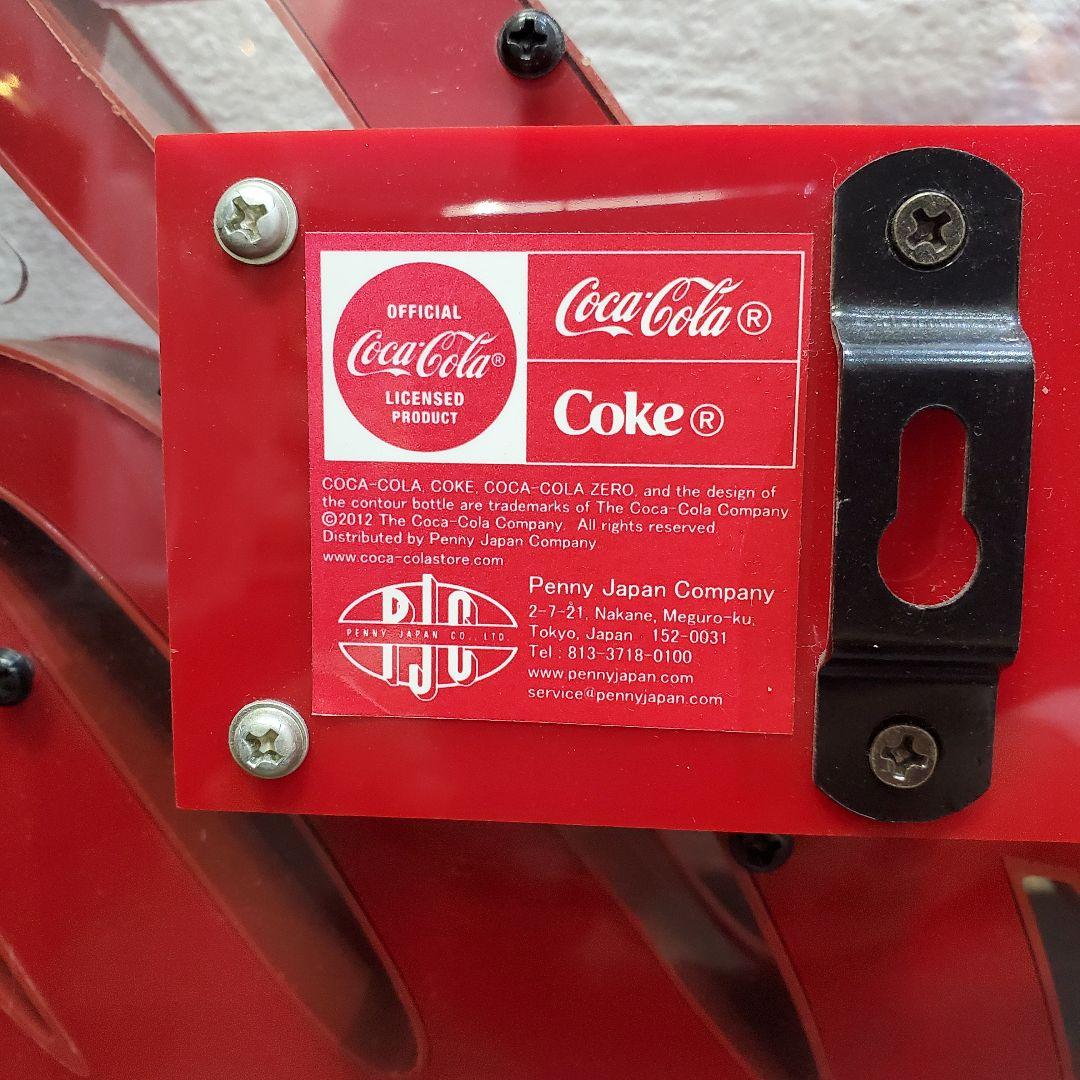 OFFICIAL
Coca-Cola®
LICENSED
PRODUCT
Coca-Cola®
Coke®
COCA-COLA, COKE, COCA-COLA ZERO, and the design of
the contour bottle are trademarks of The Coca-Cola Company
©2012 The Coca-Cola Company. All rights reserved.
Distributed by Penny Japan Company.
www.coca-colastore.com
PJC
PENNY JAPAN CO., LTD.
Penny Japan Company
2-7-21, Nakane, Meguro-ku,
Tokyo, Japan 152-0031
Tel : 813-3718-0100
www.pennyjapan.com
service@pennyjapan.com